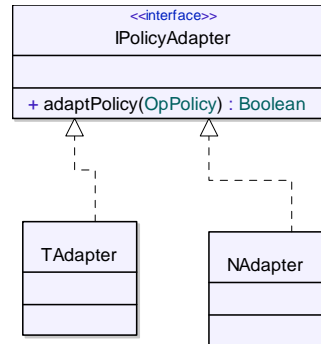 <<interface>>
IPolicyAdapter
+ adaptPolicy(OpPolicy) : Boolean
TAdapter
NAdapter